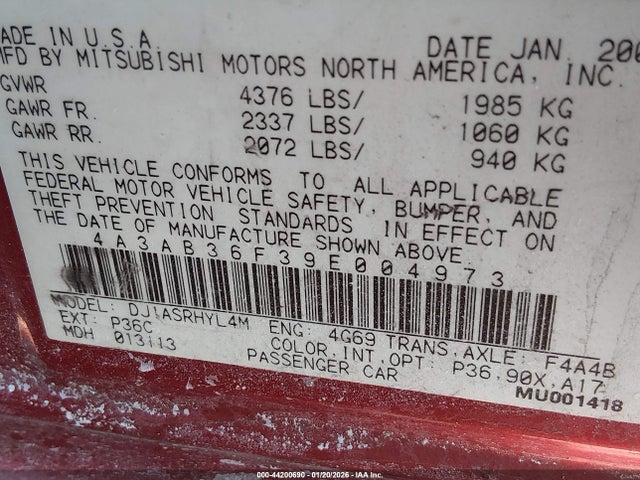 ADE IN U.S.A.
MFD BY MITSUBISHI MOTORS NORTH AMERICA, INC.
DATE JAN. 200
GVWR 4376 LBS/ 1985 KG
GAWR FR. 2337 LBS/ 1060 KG
GAWR RR. 2072 LBS/ 940 KG
THIS VEHICLE CONFORMS TO ALL APPLICABLE
FEDERAL MOTOR VEHICLE SAFETY, BUMPER, AND
THEFT PREVENTION STANDARDS IN EFFECT ON
THE DATE OF MANUFACTURE SHOWN ABOVE
4A3AB36F39E004973
MODEL: DJ1ASRHYL4M ENG: 4G69 TRANS.AXLE: F4A4B
EXT: P36C COLOR.INT.OPT: P36.90X.A17
MDH 013113 PASSENGER CAR
MU001418
000-44200690 - 01/20/2026 - IAA Inc.